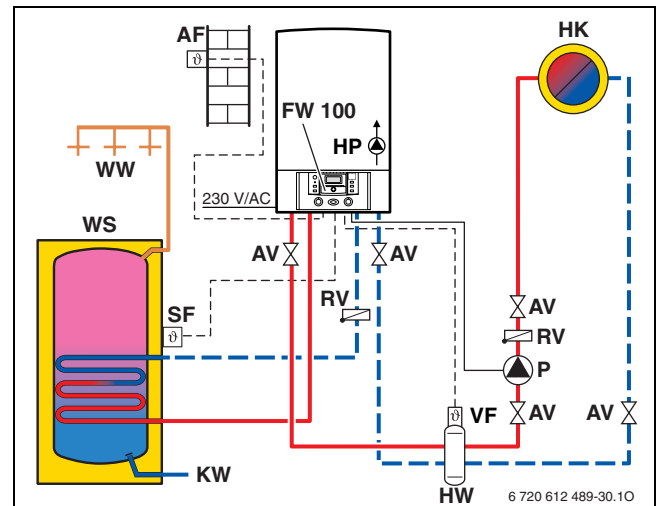 AF
ϑ
HK
FW 100
HP
WW
230 V/AC
WS
AV
AV
SF
ϑ
RV
AV
RV
P
ϑ
VF
AV
AV
KW
HW
6 720 612 489-30.1O